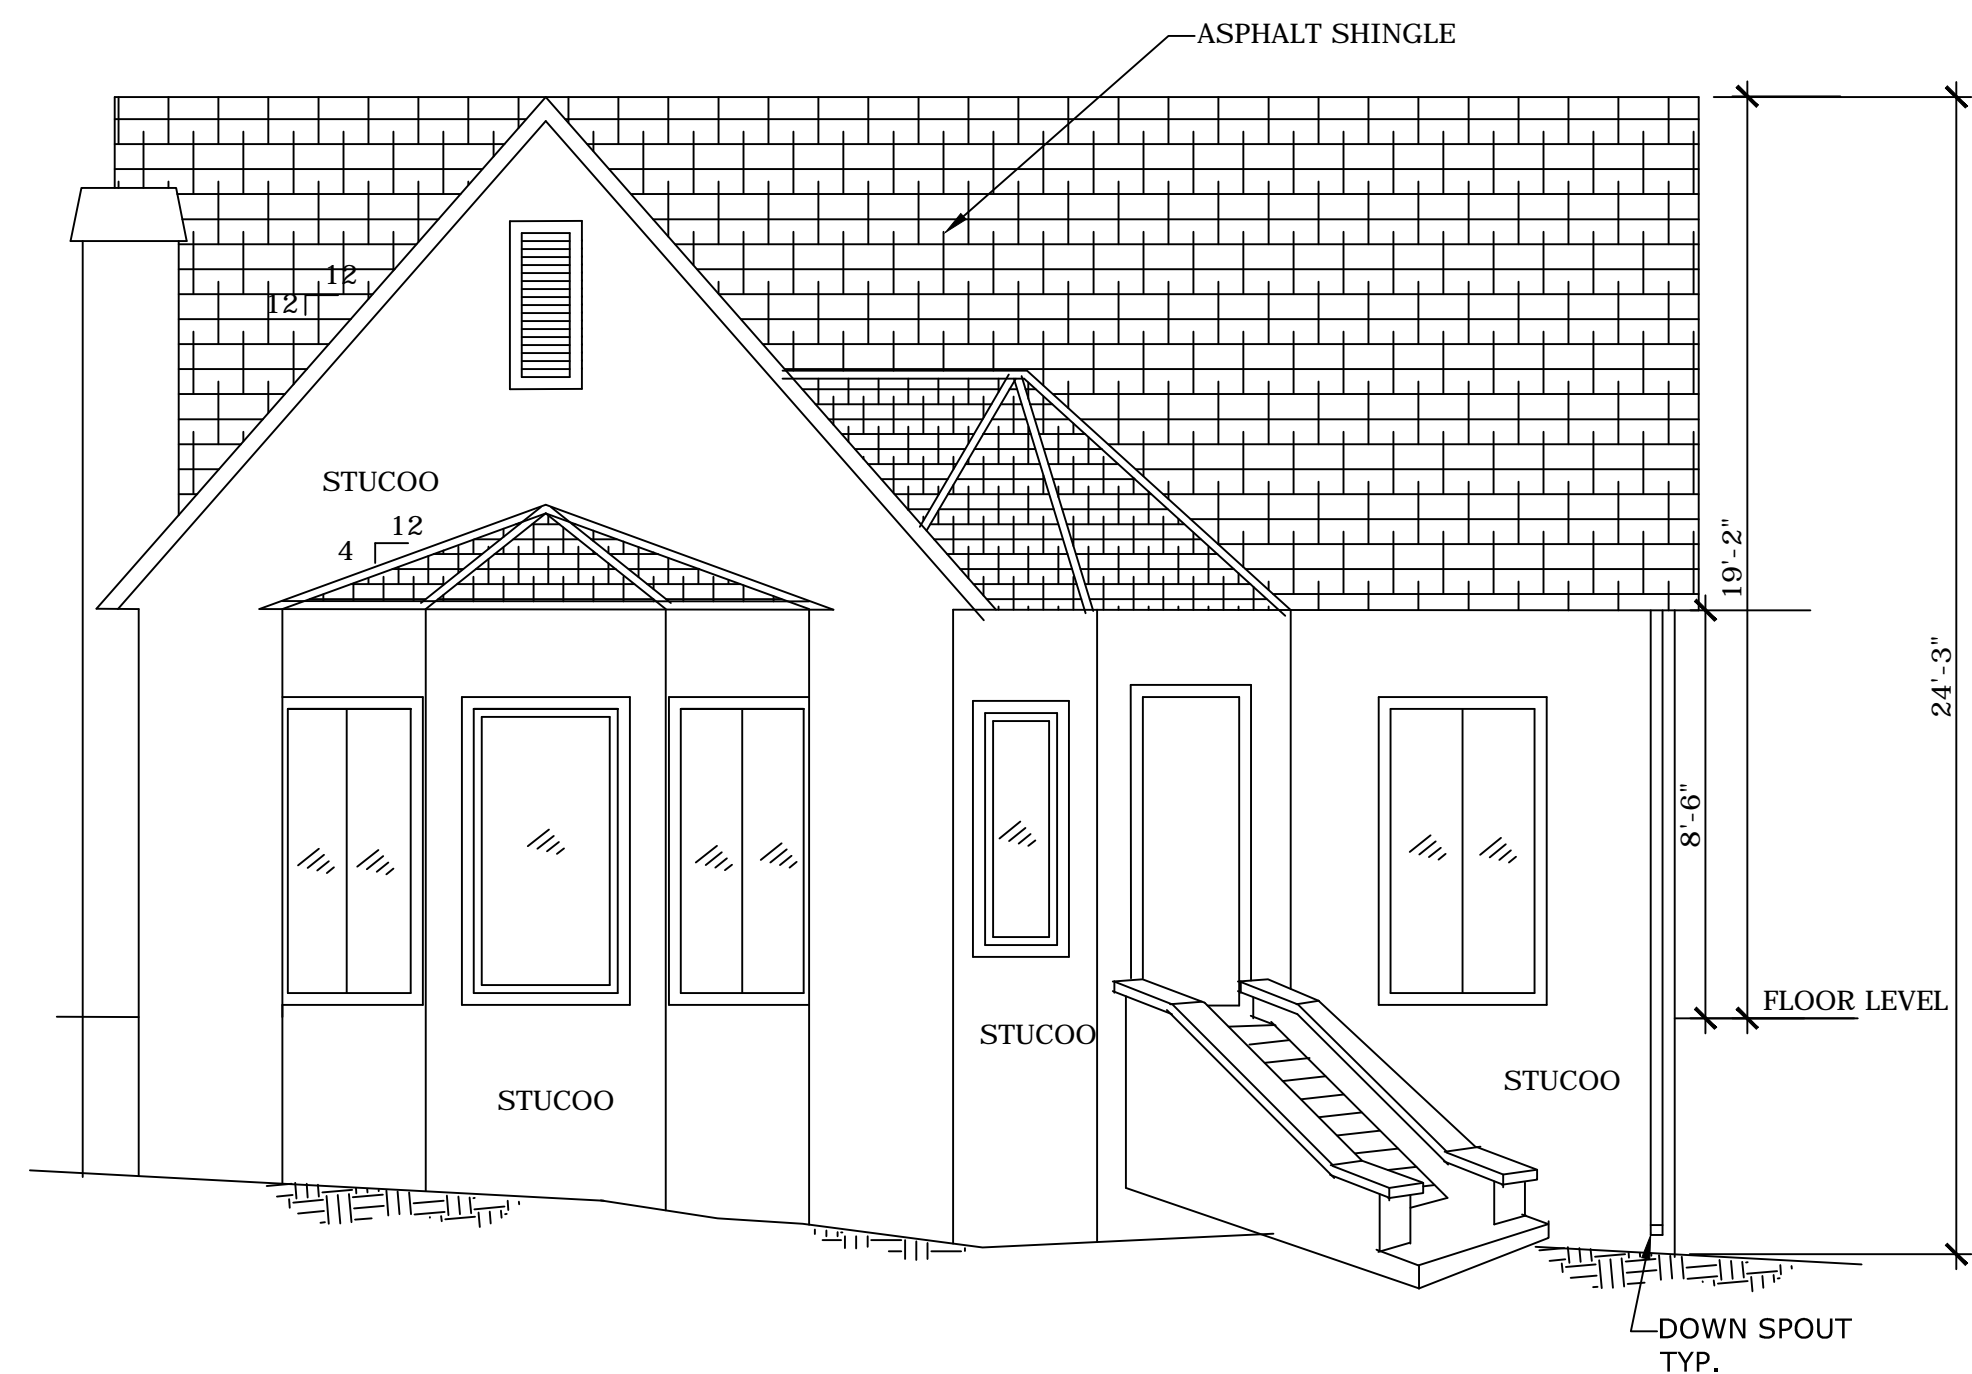 ASPHALT SHINGLE
12
12
STUCOO
12
4
19'-2"
24'-3"
8'-6"
FLOOR LEVEL
STUCOO
STUCOO
STUCOO
DOWN SPOUT
TYP.